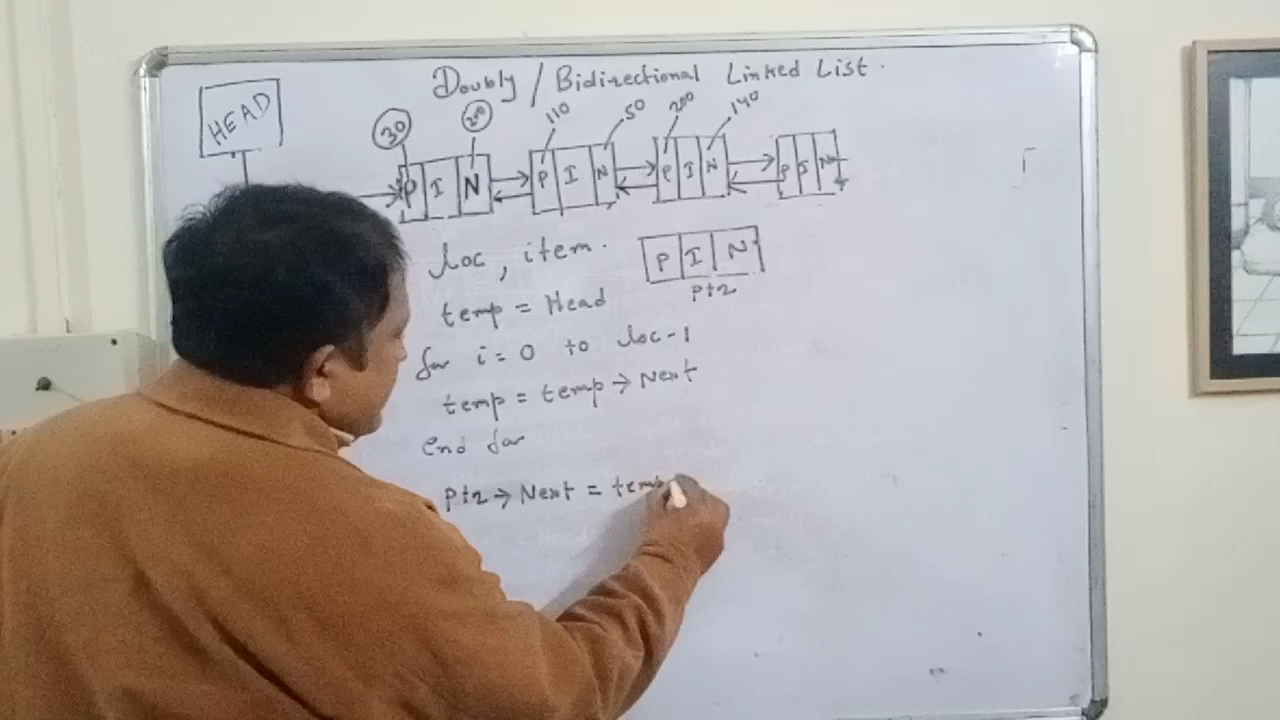 Doubly / Bidirectional Linked List.
HEAD
30 200 110 50 200 140
P I N P I N P I N P I N
loc, item.
P I N
ptr
temp = Head
for i = 0 to loc-1
temp = temp → Next
end for
ptr → Next = temp